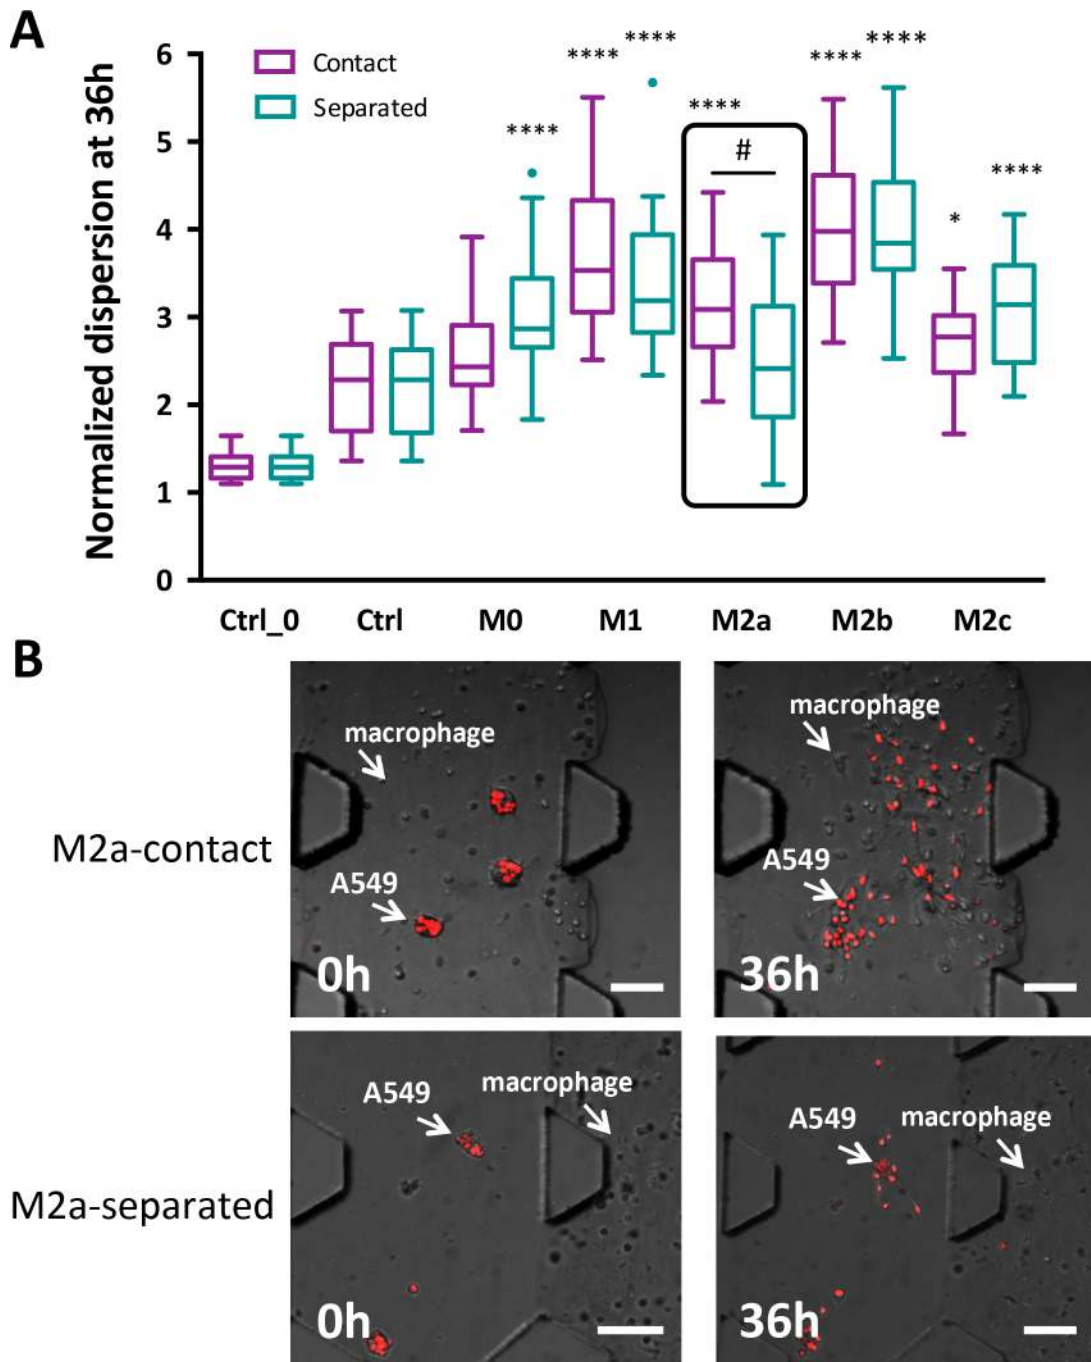 A
Normalized dispersion at 36h
6
5
4
3
2
1
0
Contact
Separated
****
****
****
****
#
****
****
*
****
Ctrl_0
Ctrl
M0
M1
M2a
M2b
M2c
B
M2a-contact
macrophage
A549
0h
macrophage
A549
36h
M2a-separated
A549
macrophage
0h
A549
macrophage
36h